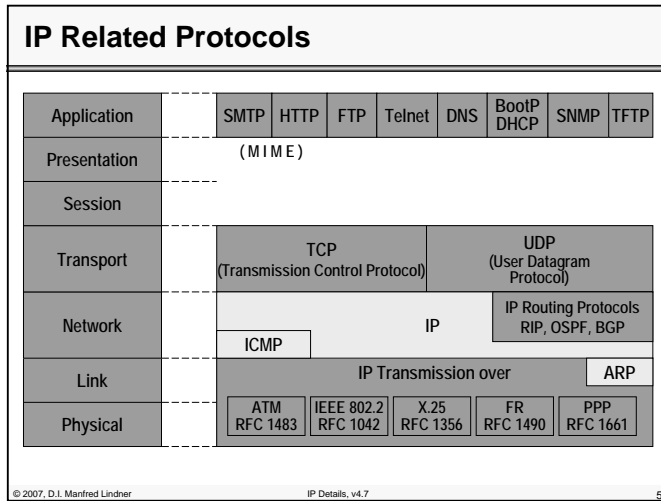 IP Related Protocols
Application
SMTP
HTTP
FTP
Telnet
DNS
BootP
DHCP
SNMP
TFTP
Presentation
(MIME)
Session
Transport
TCP
(Transmission Control Protocol)
UDP
(User Datagram
Protocol)
Network
IP
IP Routing Protocols
RIP, OSPF, BGP
ICMP
Link
IP Transmission over
ARP
Physical
ATM
RFC 1483
IEEE 802.2
RFC 1042
X.25
RFC 1356
FR
RFC 1490
PPP
RFC 1661
© 2007, D.I. Manfred Lindner
IP Details, v4.7
5